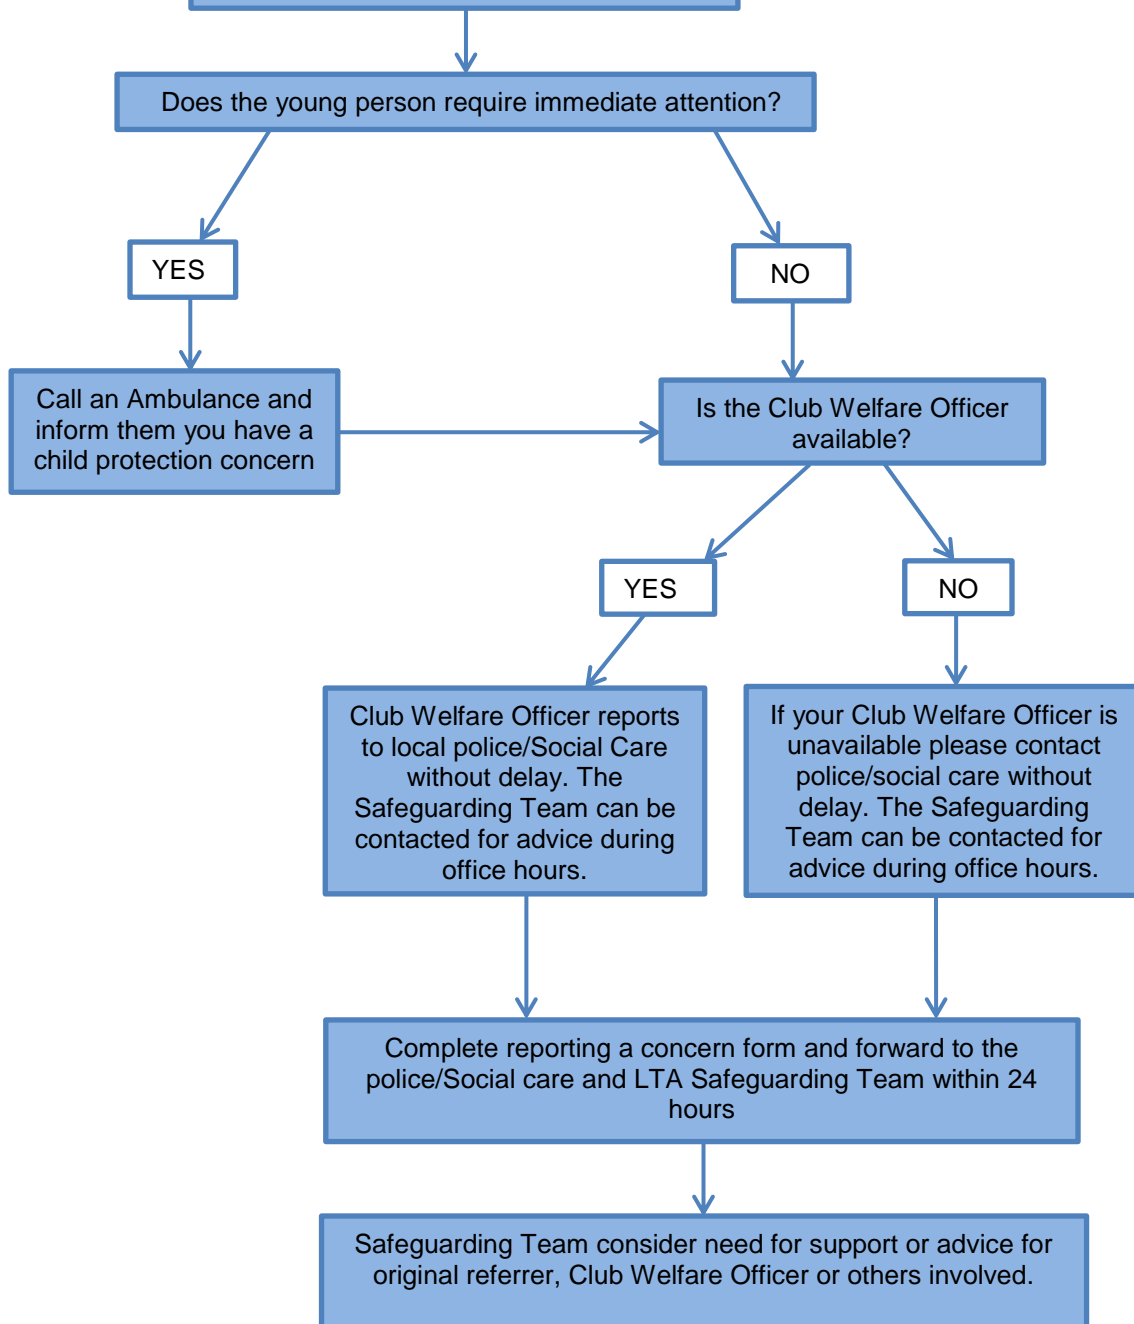 Does the young person require immediate attention?
YES
NO
Call an Ambulance and
inform them you have a
child protection concern
Is the Club Welfare Officer
available?
YES
NO
Club Welfare Officer reports
to local police/Social Care
without delay. The
Safeguarding Team can be
contacted for advice during
office hours.
If your Club Welfare Officer is
unavailable please contact
police/social care without
delay. The Safeguarding
Team can be contacted for
advice during office hours.
Complete reporting a concern form and forward to the
police/Social care and LTA Safeguarding Team within 24
hours
Safeguarding Team consider need for support or advice for
original referrer, Club Welfare Officer or others involved.